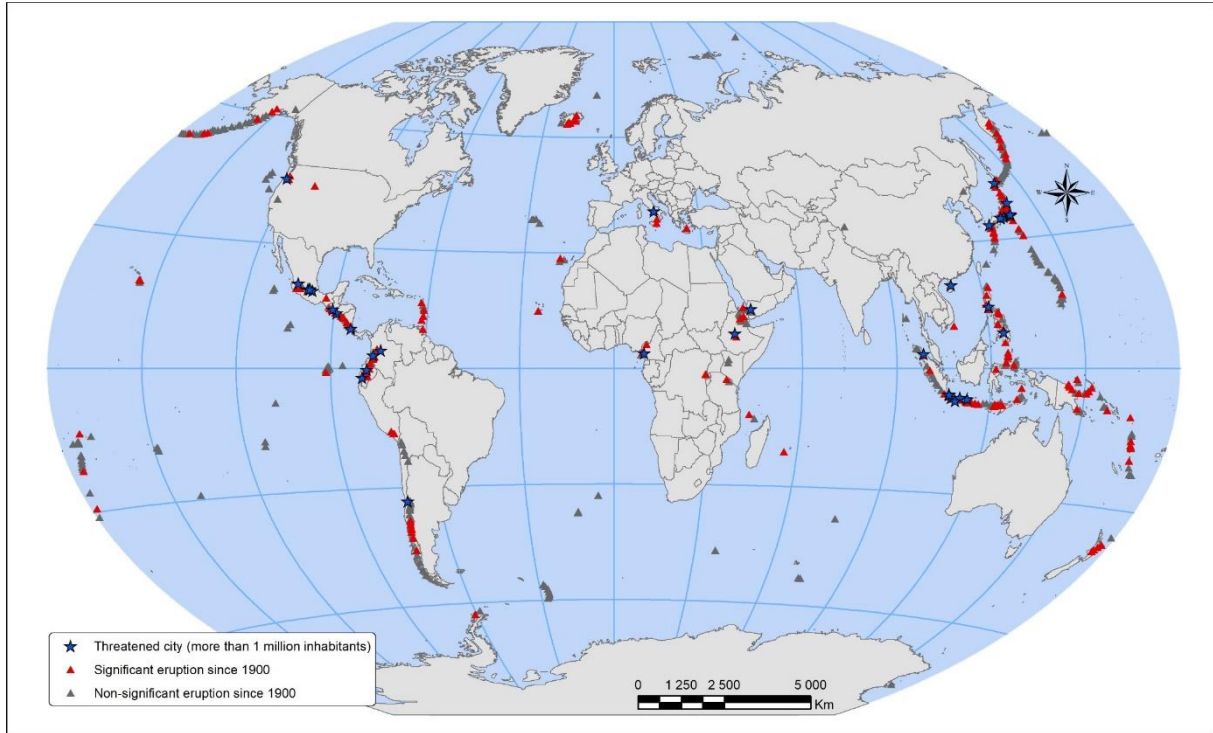 N
Threatened city (more than 1 million inhabitants)
Significant eruption since 1900
Non-significant eruption since 1900
0 1 250 2 500 5 000
Km